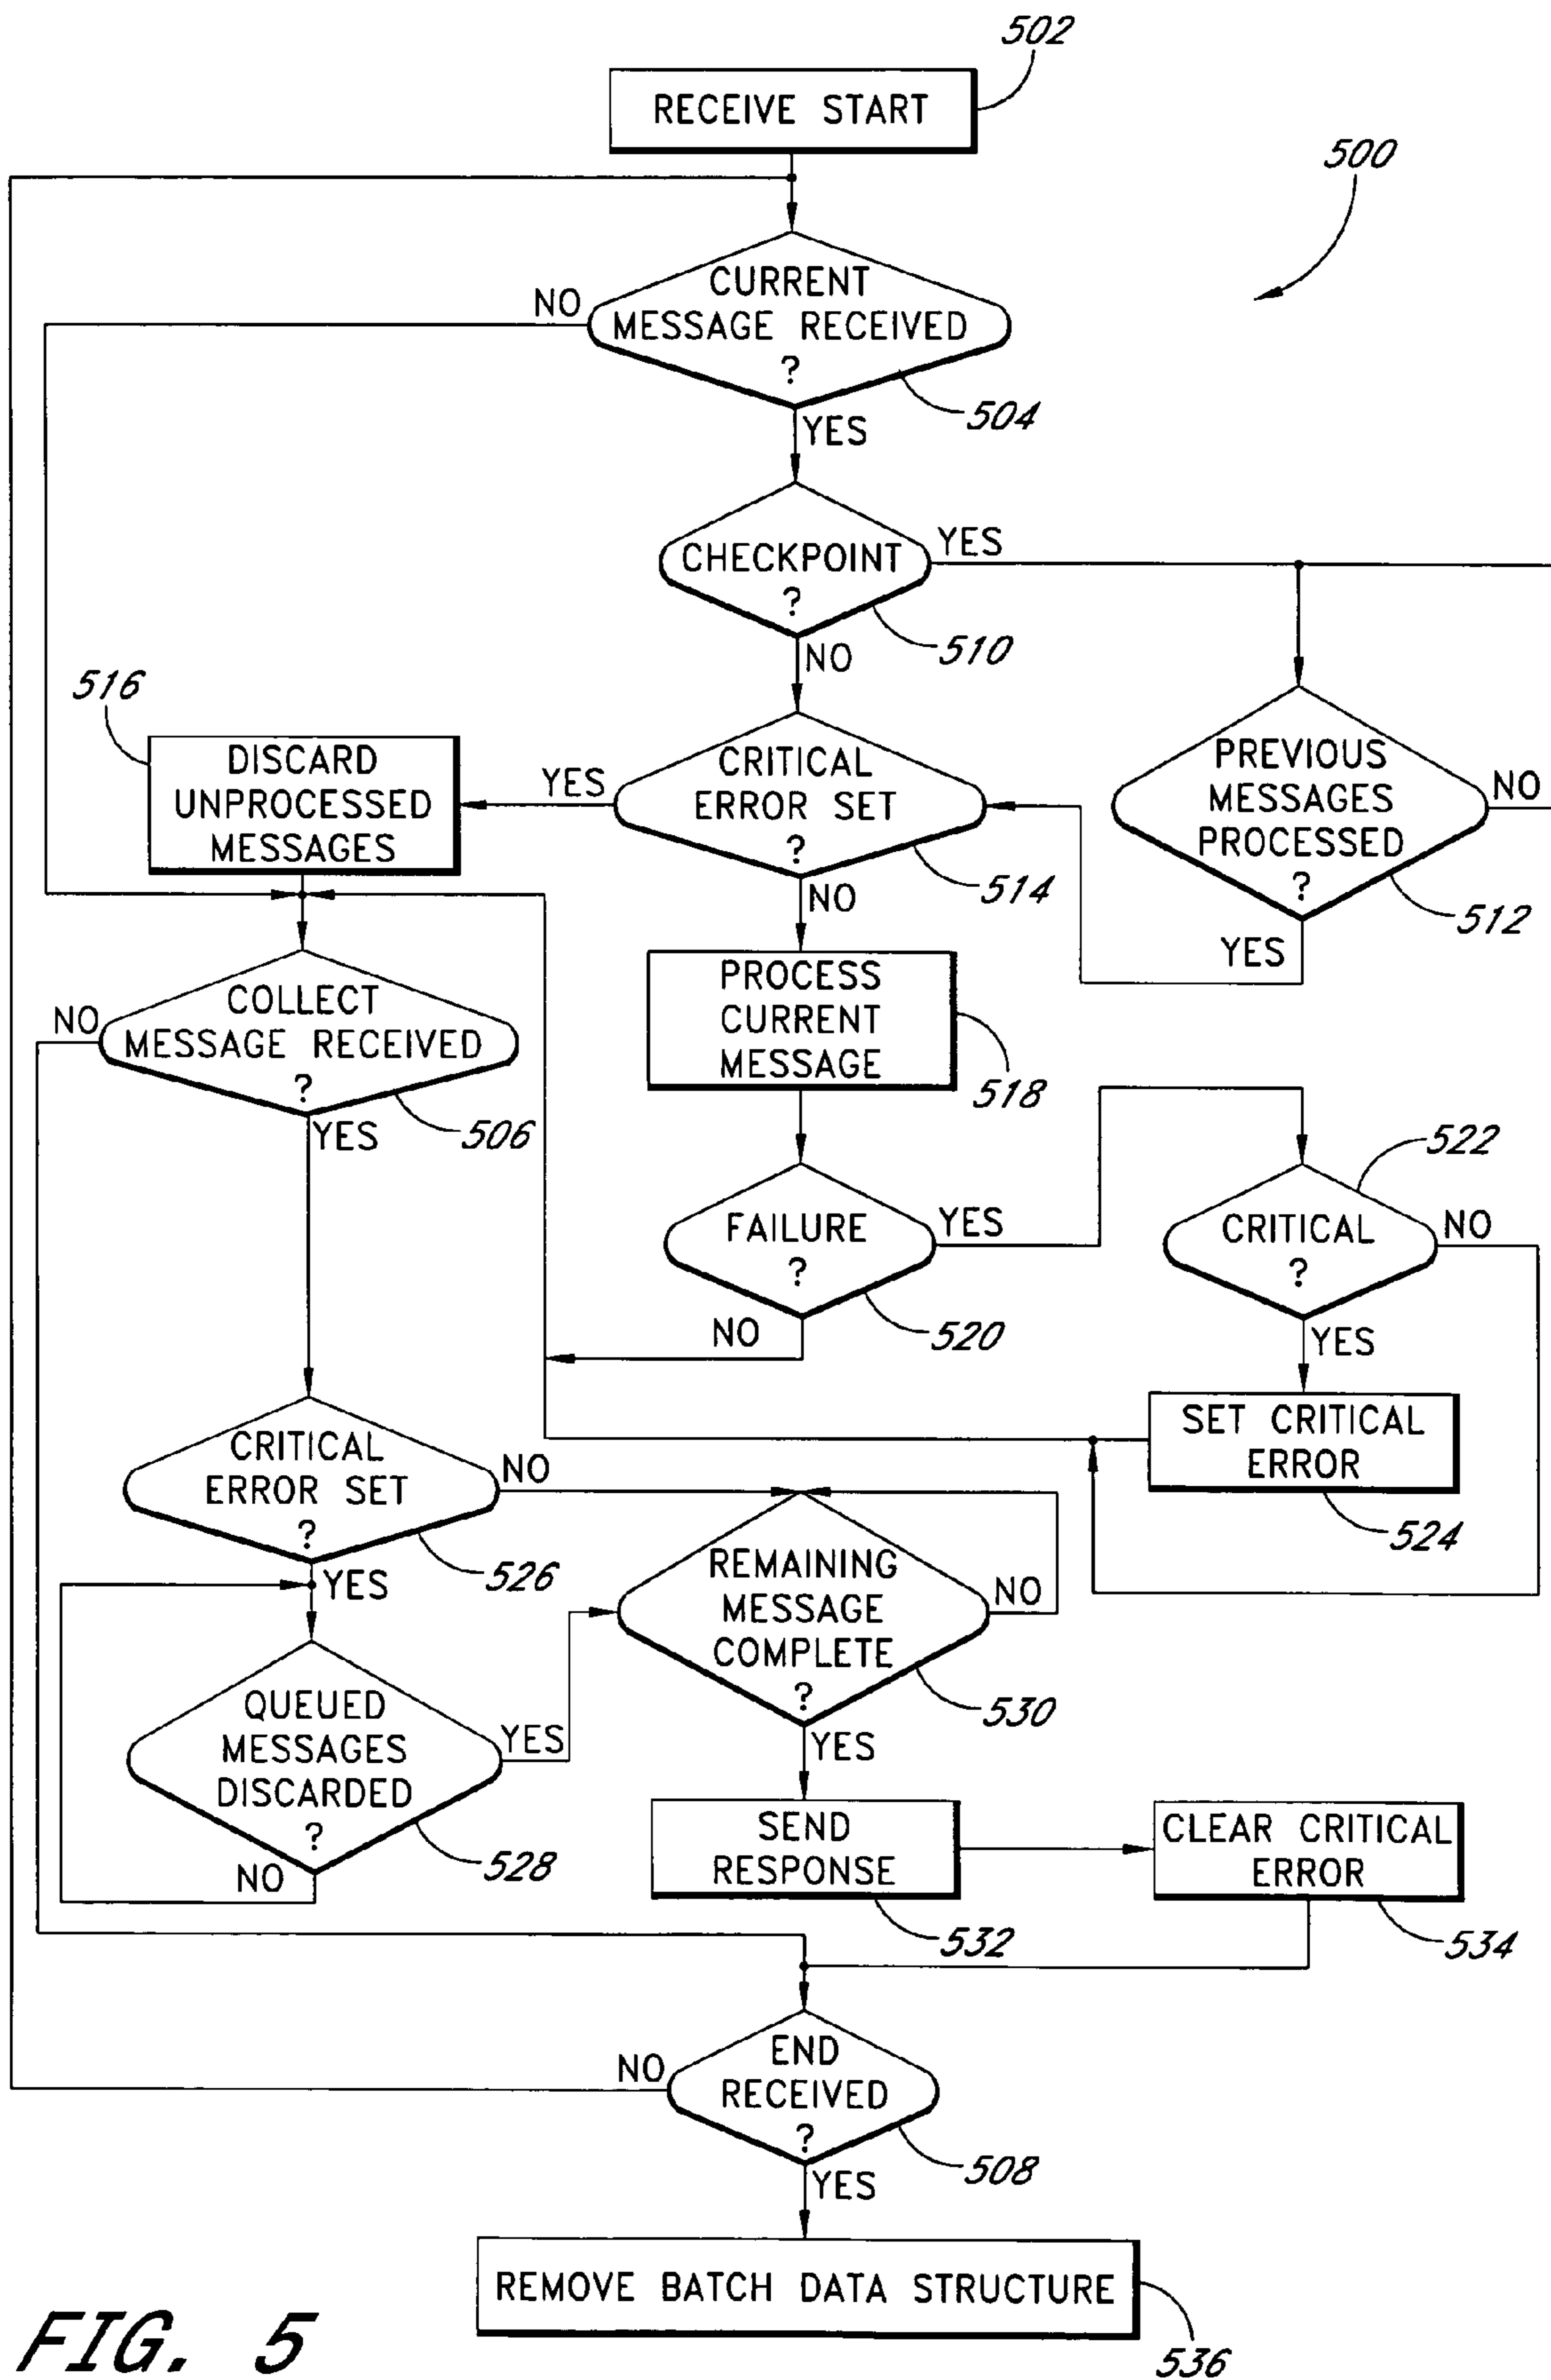 502
RECEIVE START
500
CURRENT
MESSAGE RECEIVED
?
NO
504
YES
CHECKPOINT
?
YES
510
NO
516
DISCARD
UNPROCESSED
MESSAGES
YES
CRITICAL
ERROR SET
?
514
NO
PREVIOUS
MESSAGES
PROCESSED
?
NO
512
YES
COLLECT
MESSAGE RECEIVED
?
NO
506
YES
PROCESS
CURRENT
MESSAGE
518
FAILURE
?
YES
520
NO
522
CRITICAL
?
NO
YES
SET CRITICAL
ERROR
524
CRITICAL
ERROR SET
?
NO
526
YES
REMAINING
MESSAGE
COMPLETE
?
NO
530
YES
QUEUED
MESSAGES
DISCARDED
?
YES
528
NO
SEND
RESPONSE
532
CLEAR CRITICAL
ERROR
534
END
RECEIVED
?
NO
508
YES
REMOVE BATCH DATA STRUCTURE
536
FIG. 5